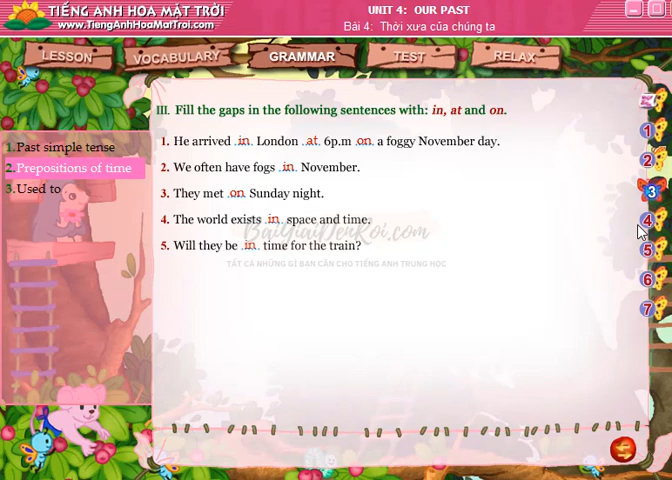 TIẾNG ANH HOA MẶT TRỜI
www.TiengAnhHoaMatTroi.com
UNIT 4: OUR PAST
Bài 4: Thời xưa của chúng ta
LESSON
VOCABULARY
GRAMMAR
TEST
RELAX
III. Fill the gaps in the following sentences with: in, at and on.
1. Past simple tense
2. Prepositions of time
3. Used to
1. He arrived .in. London .at. 6p.m .on. a foggy November day.
2. We often have fogs .in. November.
3. They met .on. Sunday night.
4. The world exists .in. space and time.
5. Will they be .in. time for the train?
BaiGiaiDenRoi.com
TẤT CẢ NHỮNG GÌ BẠN CẦN CHO TIẾNG ANH TRUNG HỌC
1
2
3
4
5
6
7